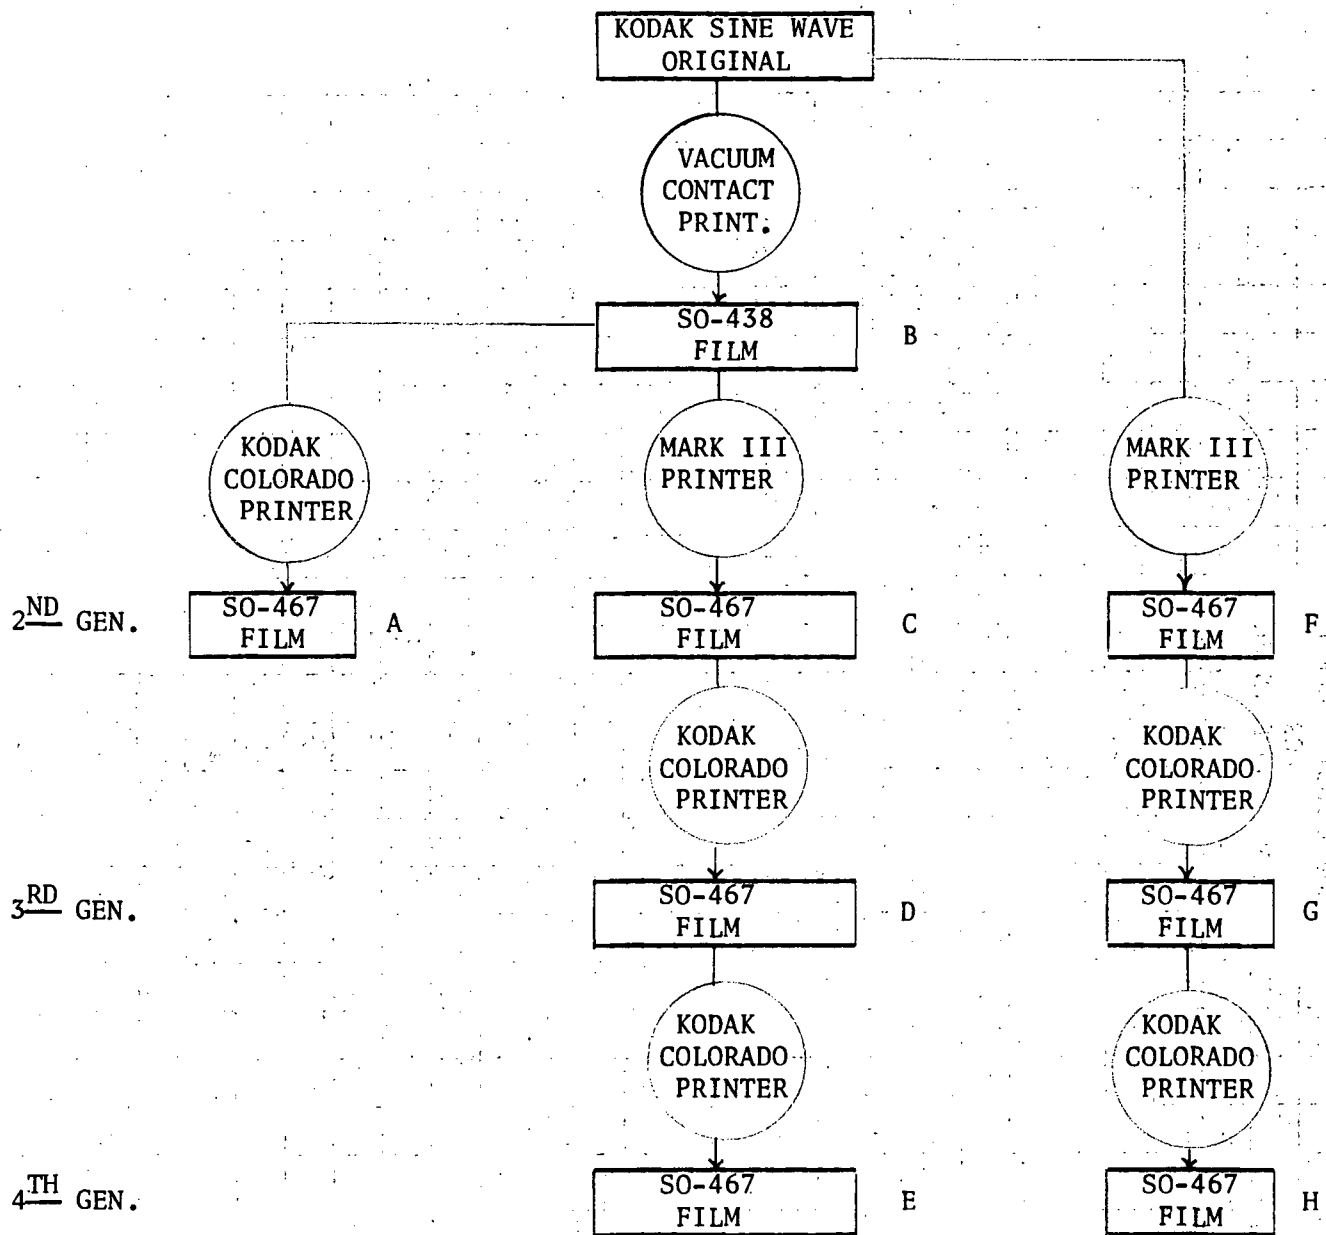 KODAK SINE WAVE
ORIGINAL
VACUUM
CONTACT
PRINT.
SO-438
FILM
B
KODAK
COLORADO
PRINTER
MARK III
PRINTER
MARK III
PRINTER
2ND GEN.
SO-467
FILM
A
SO-467
FILM
C
SO-467
FILM
F
KODAK
COLORADO
PRINTER
KODAK
COLORADO
PRINTER
3RD GEN.
SO-467
FILM
D
SO-467
FILM
G
KODAK
COLORADO
PRINTER
KODAK
COLORADO
PRINTER
4TH GEN.
SO-467
FILM
E
SO-467
FILM
H